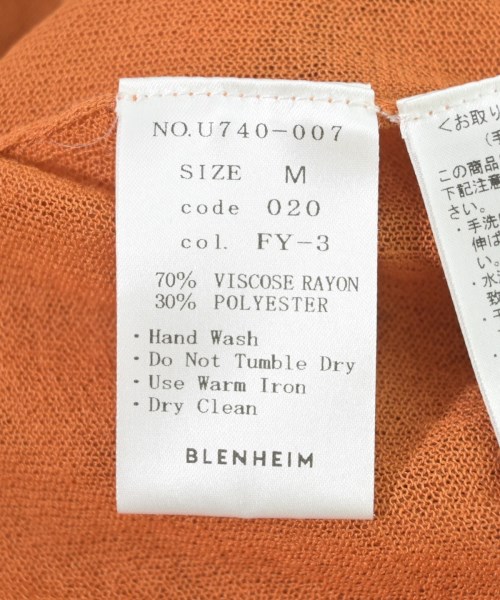 NO.U740-007
SIZE M
code 020
col. FY-3
70% VISCOSE RAYON
30% POLYESTER
・Hand Wash
・Do Not Tumble Dry
・Use Warm Iron
・Dry Clean
BLENHEIM
＜お取り
(手
この商品
下記注意
さい。
・手洗
伸ば
い。
・水
致